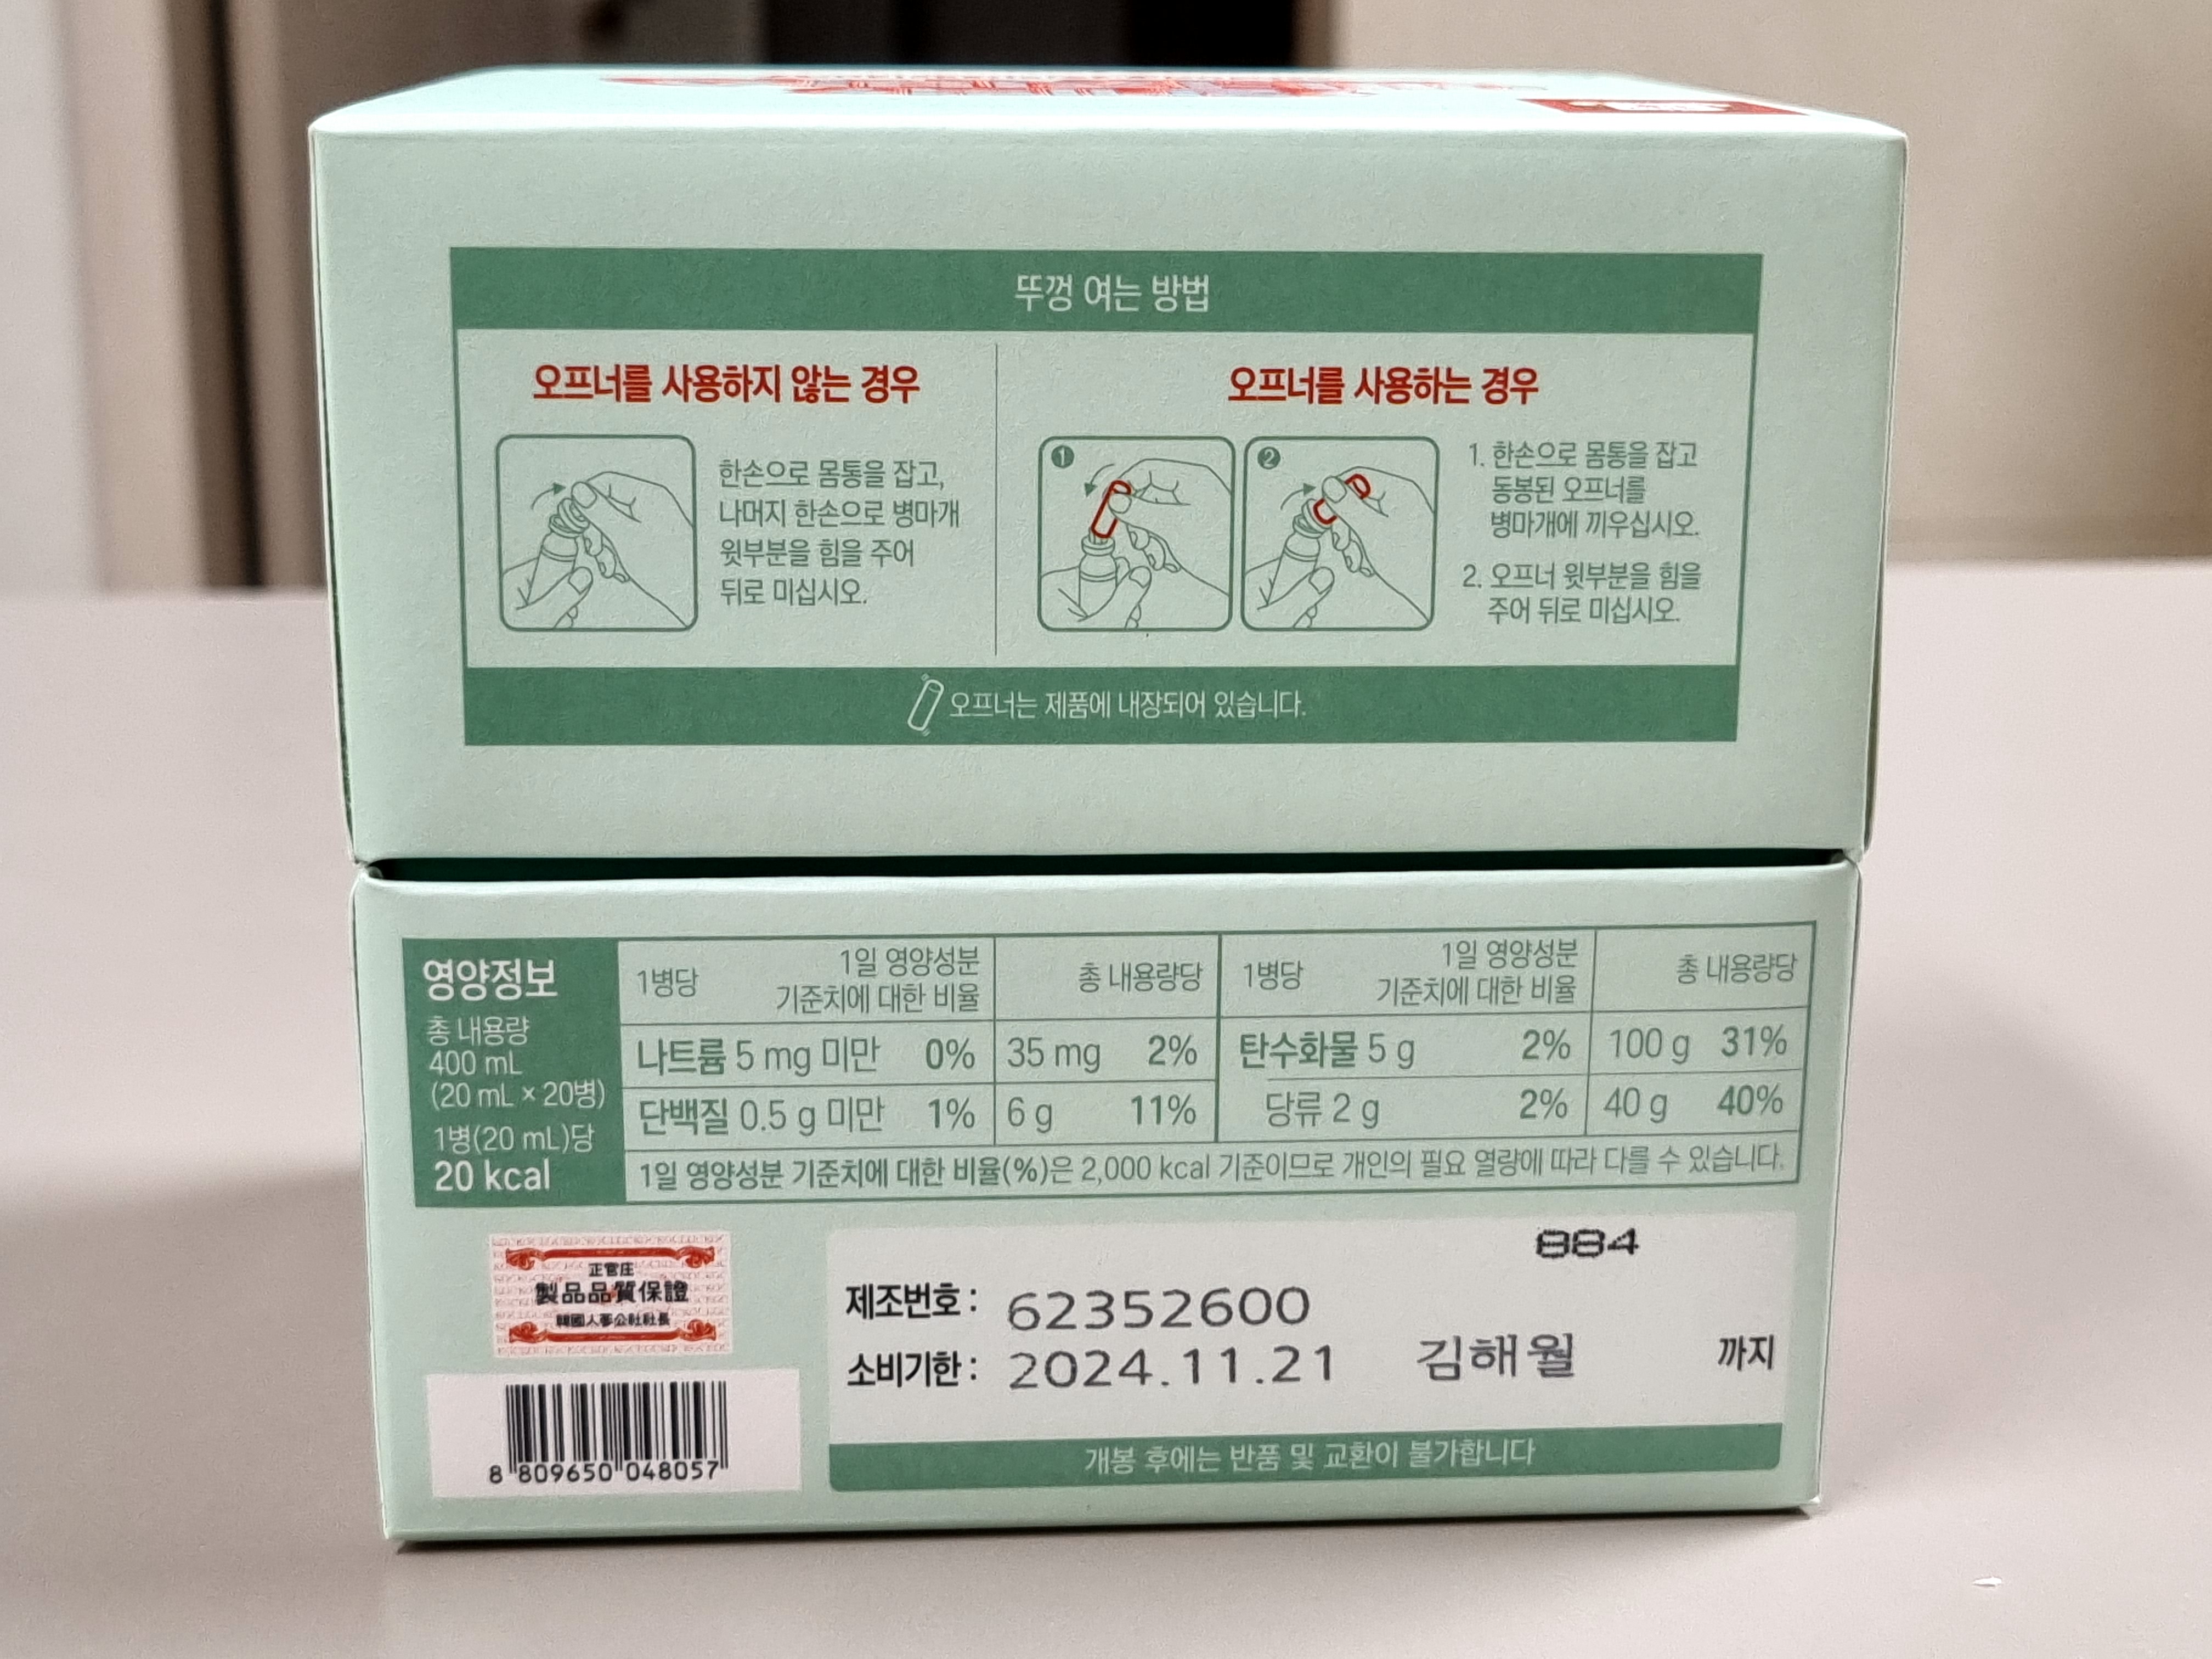 뚜껑 여는 방법
오프너를 사용하지 않는 경우
한손으로 몸통을 잡고,
나머지 한손으로 병마개
윗부분을 힘을 주어
뒤로 미십시오.
오프너를 사용하는 경우
1
2
1. 한손으로 몸통을 잡고
동봉된 오프너를
병마개에 끼우십시오.
2. 오프너 윗부분을 힘을
주어 뒤로 미십시오.
오프너는 제품에 내장되어 있습니다.
영양정보
총 내용량
400 mL
(20 mL × 20병)
1병(20 mL)당
20 kcal
1병당 1일 영양성분 기준치에 대한 비율 총 내용량당 1병당 1일 영양성분 기준치에 대한 비율 총 내용량당
나트륨 5 mg 미만 0% 35 mg 2% 탄수화물 5 g 2% 100 g 31%
단백질 0.5 g 미만 1% 6 g 11% 당류 2 g 2% 40 g 40%
1일 영양성분 기준치에 대한 비율(%)은 2,000 kcal 기준이므로 개인의 필요 열량에 따라 다를 수 있습니다.
正官庄
製品品質保證
韓國人蔘公社社長
8 809650 048057
884
제조번호 : 62352600
소비기한 : 2024.11.21 김해월 까지
개봉 후에는 반품 및 교환이 불가합니다